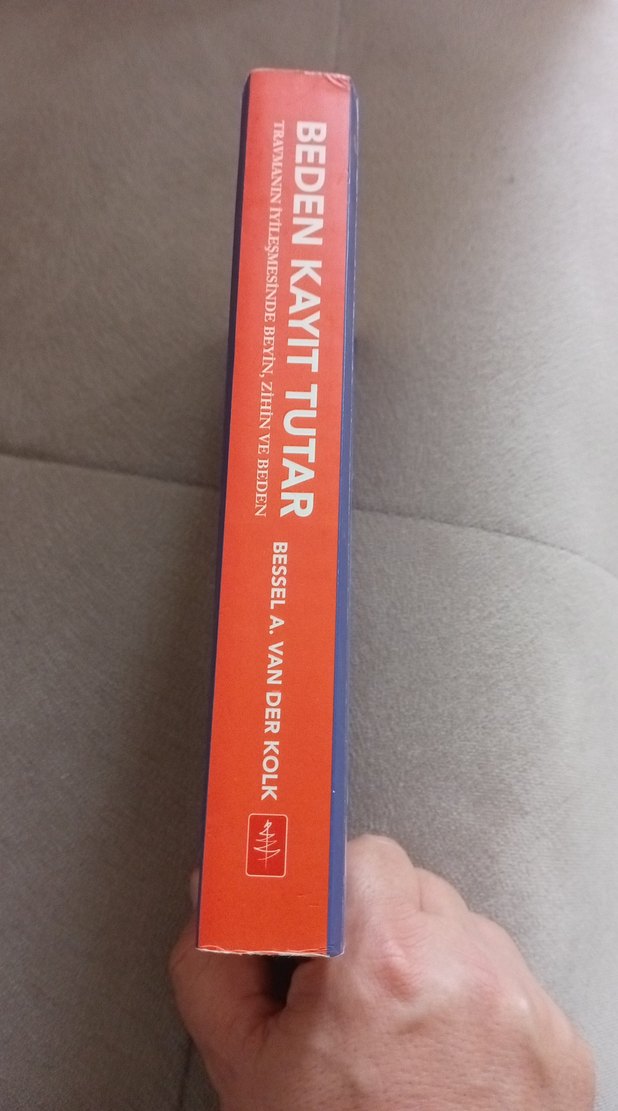 BEDEN KAYIT TUTAR
TRAVMANIN İYİLEŞMESİNDE BEYİN, ZİHİN VE BEDEN
BESSEL A. VAN DER KOLK